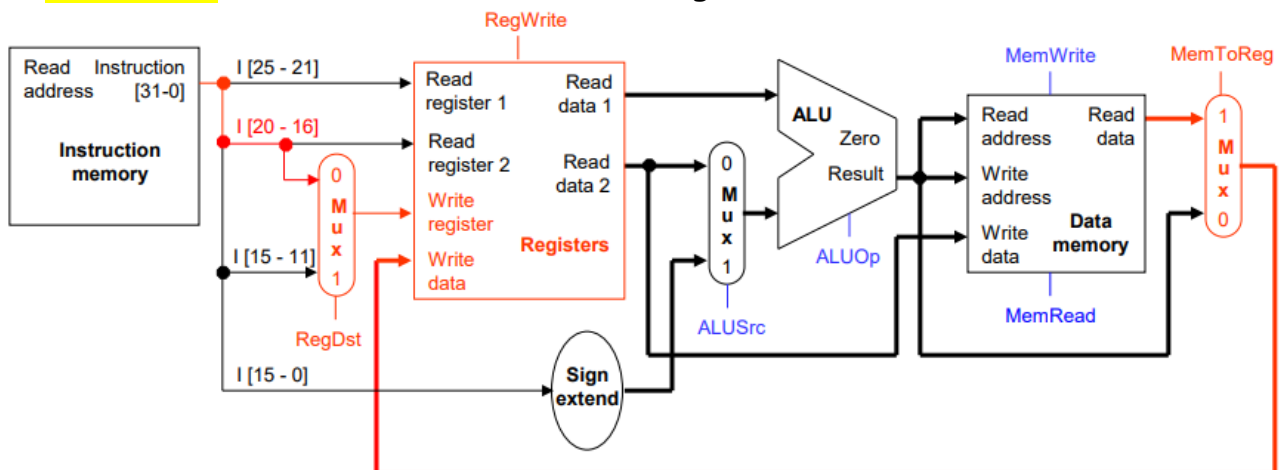 RegWrite
Read Instruction
address [31-0]
Instruction
memory
I [25 - 21]
I [20 - 16]
I [15 - 11]
I [15 - 0]
0
M
u
x
1
RegDst
Read
register 1
Read
register 2
Write
register
Write
data
Read
data 1
Read
data 2
Registers
Sign
extend
0
M
u
x
1
ALUSrc
ALU
Zero
Result
ALUOp
MemWrite
Read
address
Write
address
Write
data
Read
data
Data
memory
MemRead
MemToReg
1
M
u
x
0